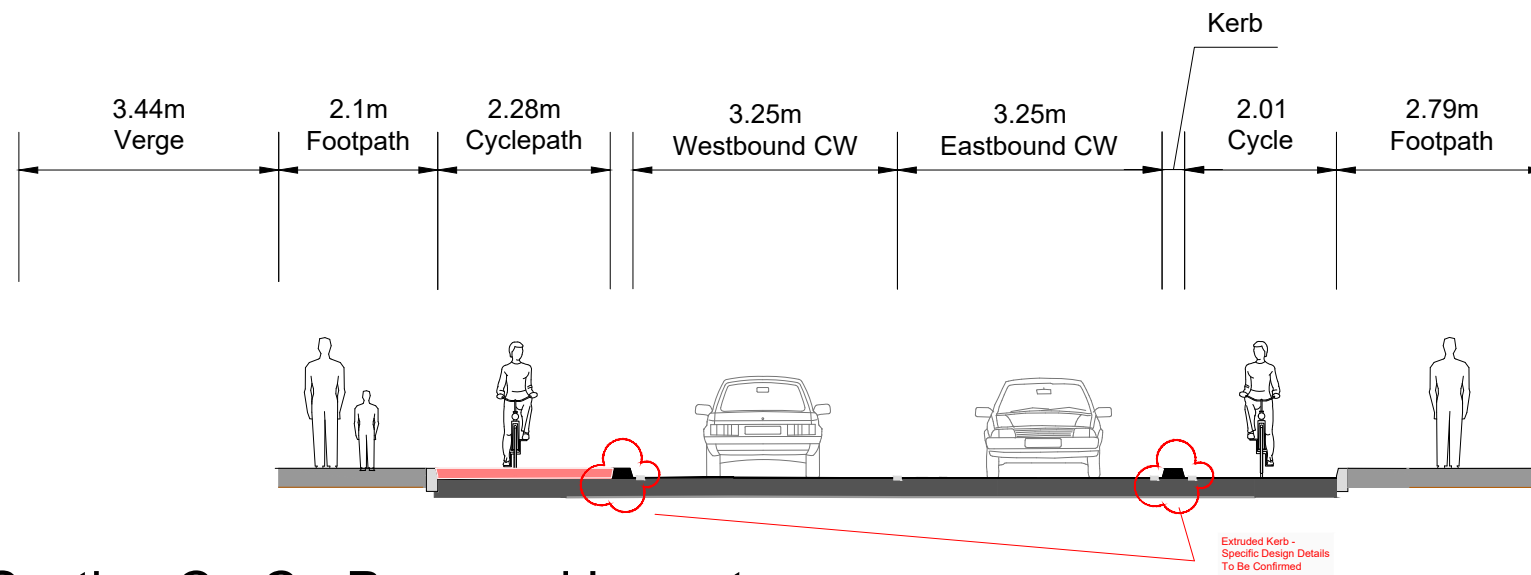 Kerb
3.44m
Verge
2.1m
Footpath
2.28m
Cyclepath
3.25m
Westbound CW
3.25m
Eastbound CW
2.01
Cycle
2.79m
Footpath
Extruded Kerb -
Specific Design Details
To Be Confirmed